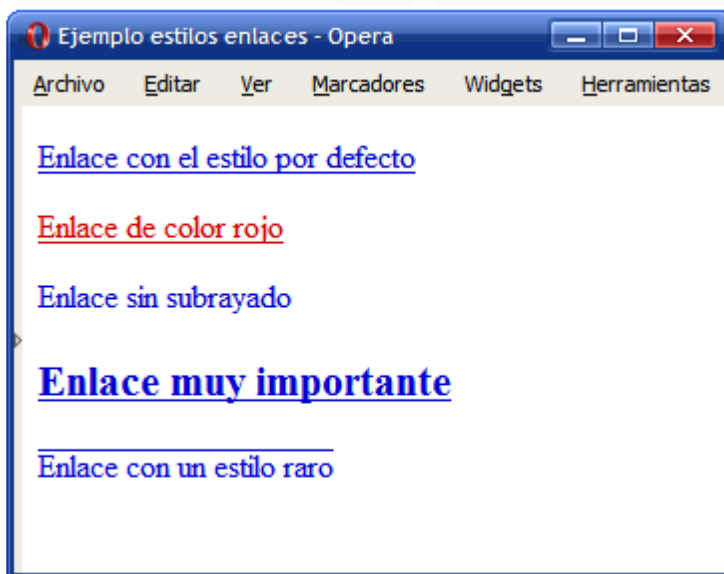 Ejemplo estilos enlaces - Opera
Archivo Editar Ver Marcadores Widgets Herramientas
Enlace con el estilo por defecto
Enlace de color rojo
Enlace sin subrayado
Enlace muy importante
Enlace con un estilo raro